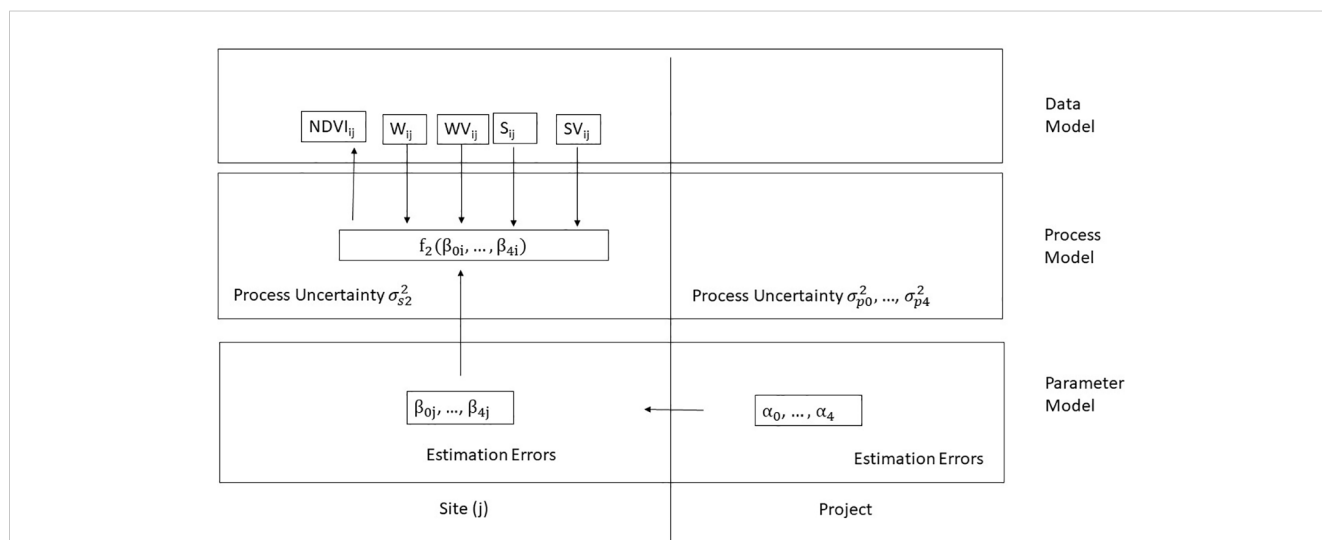 Data
Model
NDVIij
Wij
WVij
Sij
SVij
Process
Model
f2(β0i, ..., β4i)
Process Uncertainty σ²s2
Process Uncertainty σ²p0, ..., σ²p4
Parameter
Model
β0j, ..., β4j
α0, ... , α4
Estimation Errors
Estimation Errors
Site (j)
Project